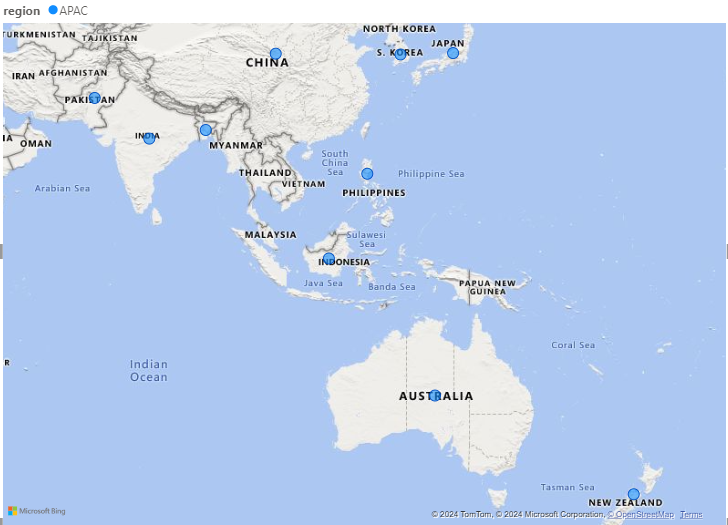 region APAC
NORTH KOREA
TURKMENISTAN TAJIKISTAN
JAPAN
S. KOREA
CHINA
AFGHANISTAN
IRAN
PAKISTAN
INDIA
OMAN
MYANMAR
South
China
Sea
THAILAND
Philippine Sea
VIETNAM
Arabian Sea
PHILIPPINES
MALAYSIA
Sulawesi
Sea
INDONESIA
Java Sea
Banda Sea
PAPUA NEW
GUINEA
Coral Sea
R
Indian
Ocean
AUSTRALIA
Tasman Sea
NEW ZEALAND
Microsoft Bing
© 2024 TomTom, © 2024 Microsoft Corporation, © OpenStreetMap Terms